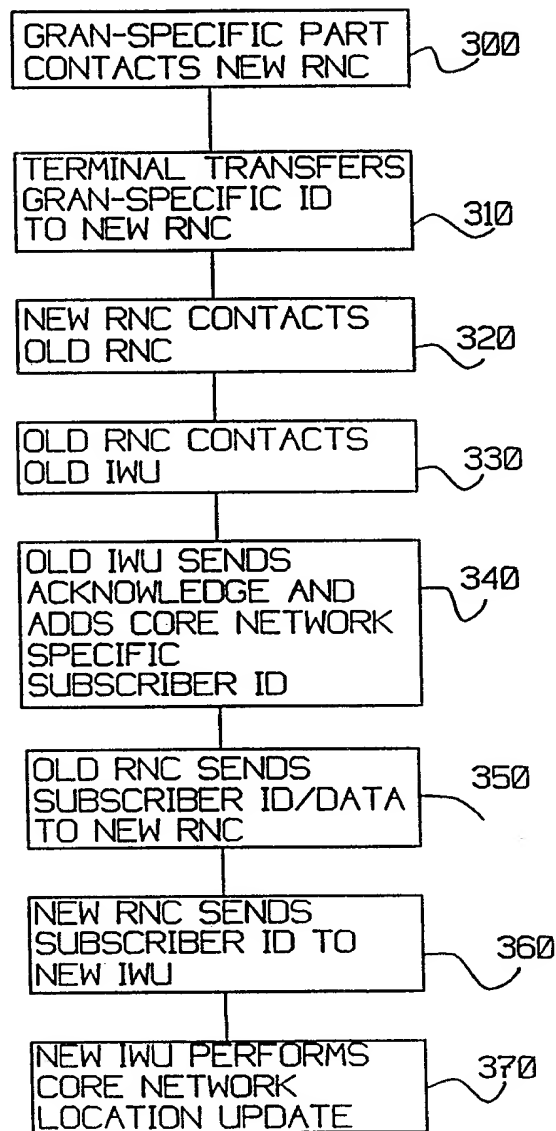 GRAN-SPECIFIC PART
CONTACTS NEW RNC
300
TERMINAL TRANSFERS
GRAN-SPECIFIC ID
TO NEW RNC
310
NEW RNC CONTACTS
OLD RNC
320
OLD RNC CONTACTS
OLD IWU
330
OLD IWU SENDS
ACKNOWLEDGE AND
ADDS CORE NETWORK
SPECIFIC
SUBSCRIBER ID
340
OLD RNC SENDS
SUBSCRIBER ID/DATA
TO NEW RNC
350
NEW RNC SENDS
SUBSCRIBER ID TO
NEW IWU
360
NEW IWU PERFORMS
CORE NETWORK
LOCATION UPDATE
370